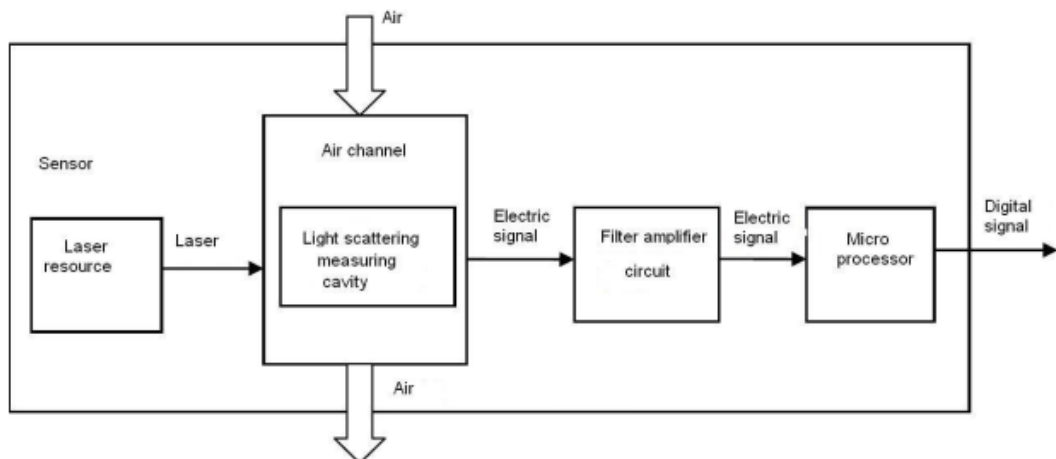 Air
Sensor
Air channel
Laser
resource
Laser
Light scattering
measuring
cavity
Electric
signal
Filter amplifier
circuit
Electric
signal
Micro
processor
Digital
signal
Air